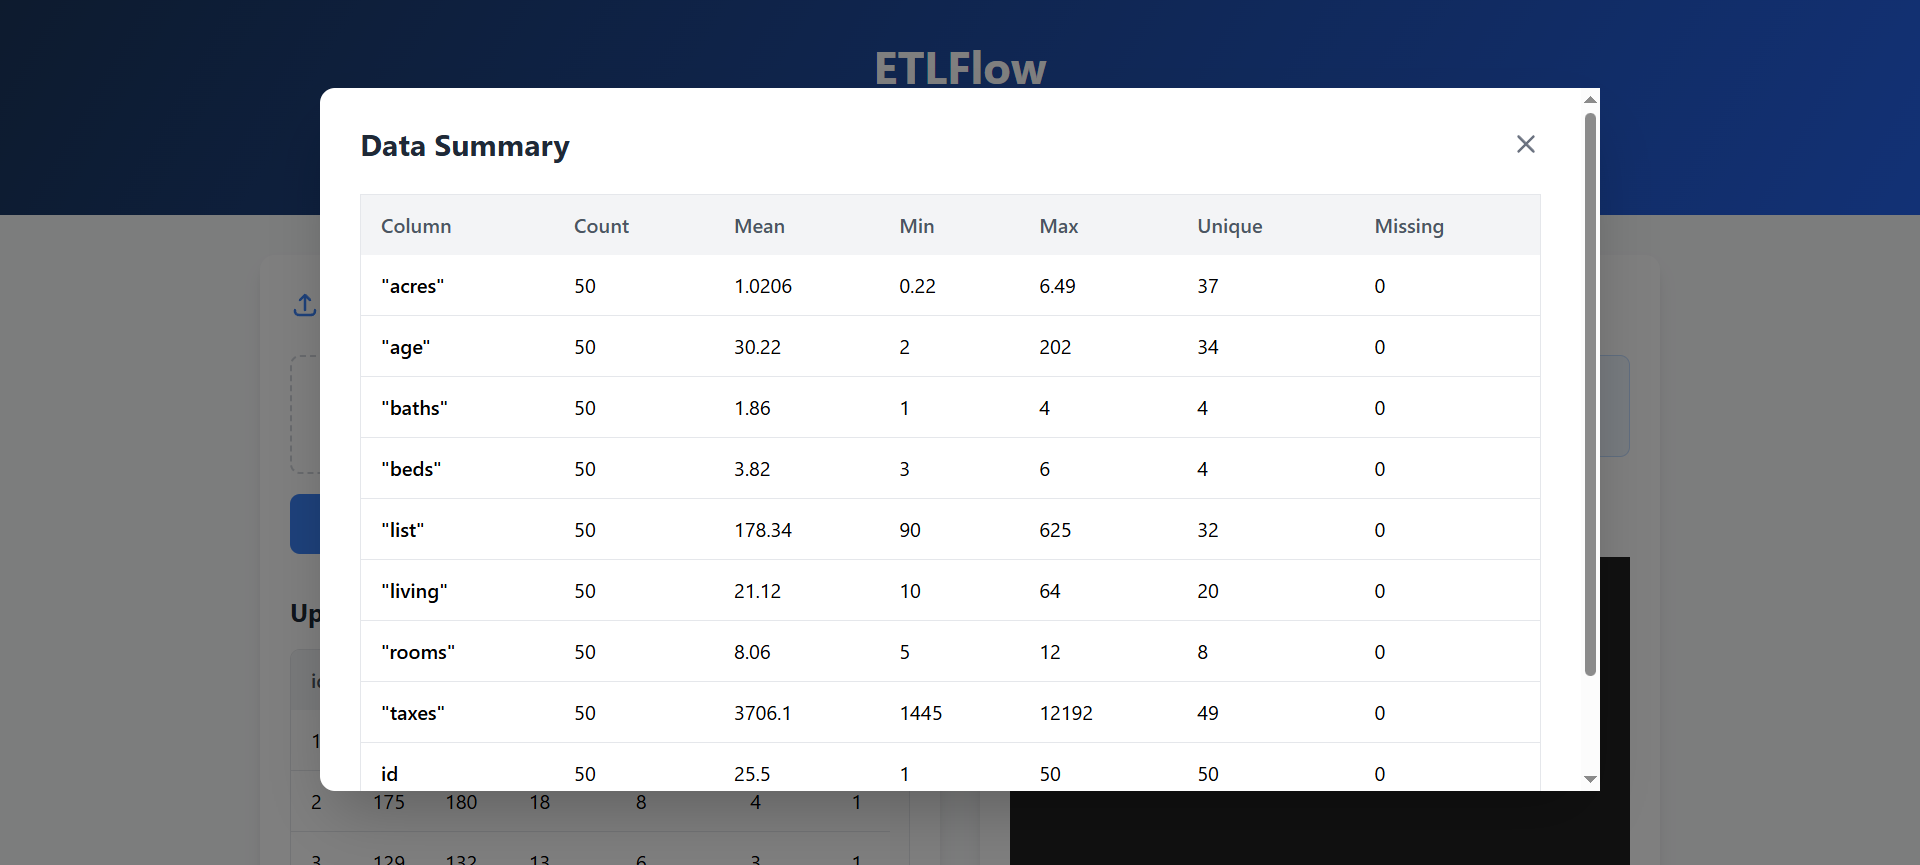 ETLFlow
Data Summary
Column Count Mean Min Max Unique Missing
"acres" 50 1.0206 0.22 6.49 37 0
"age" 50 30.22 2 202 34 0
"baths" 50 1.86 1 4 4 0
"beds" 50 3.82 3 6 4 0
"list" 50 178.34 90 625 32 0
"living" 50 21.12 10 64 20 0
"rooms" 50 8.06 5 12 8 0
"taxes" 50 3706.1 1445 12192 49 0
id 50 25.5 1 50 50 0
Up
1
2 175 180 18 8 4 1
3 129 132 13 6 3 1